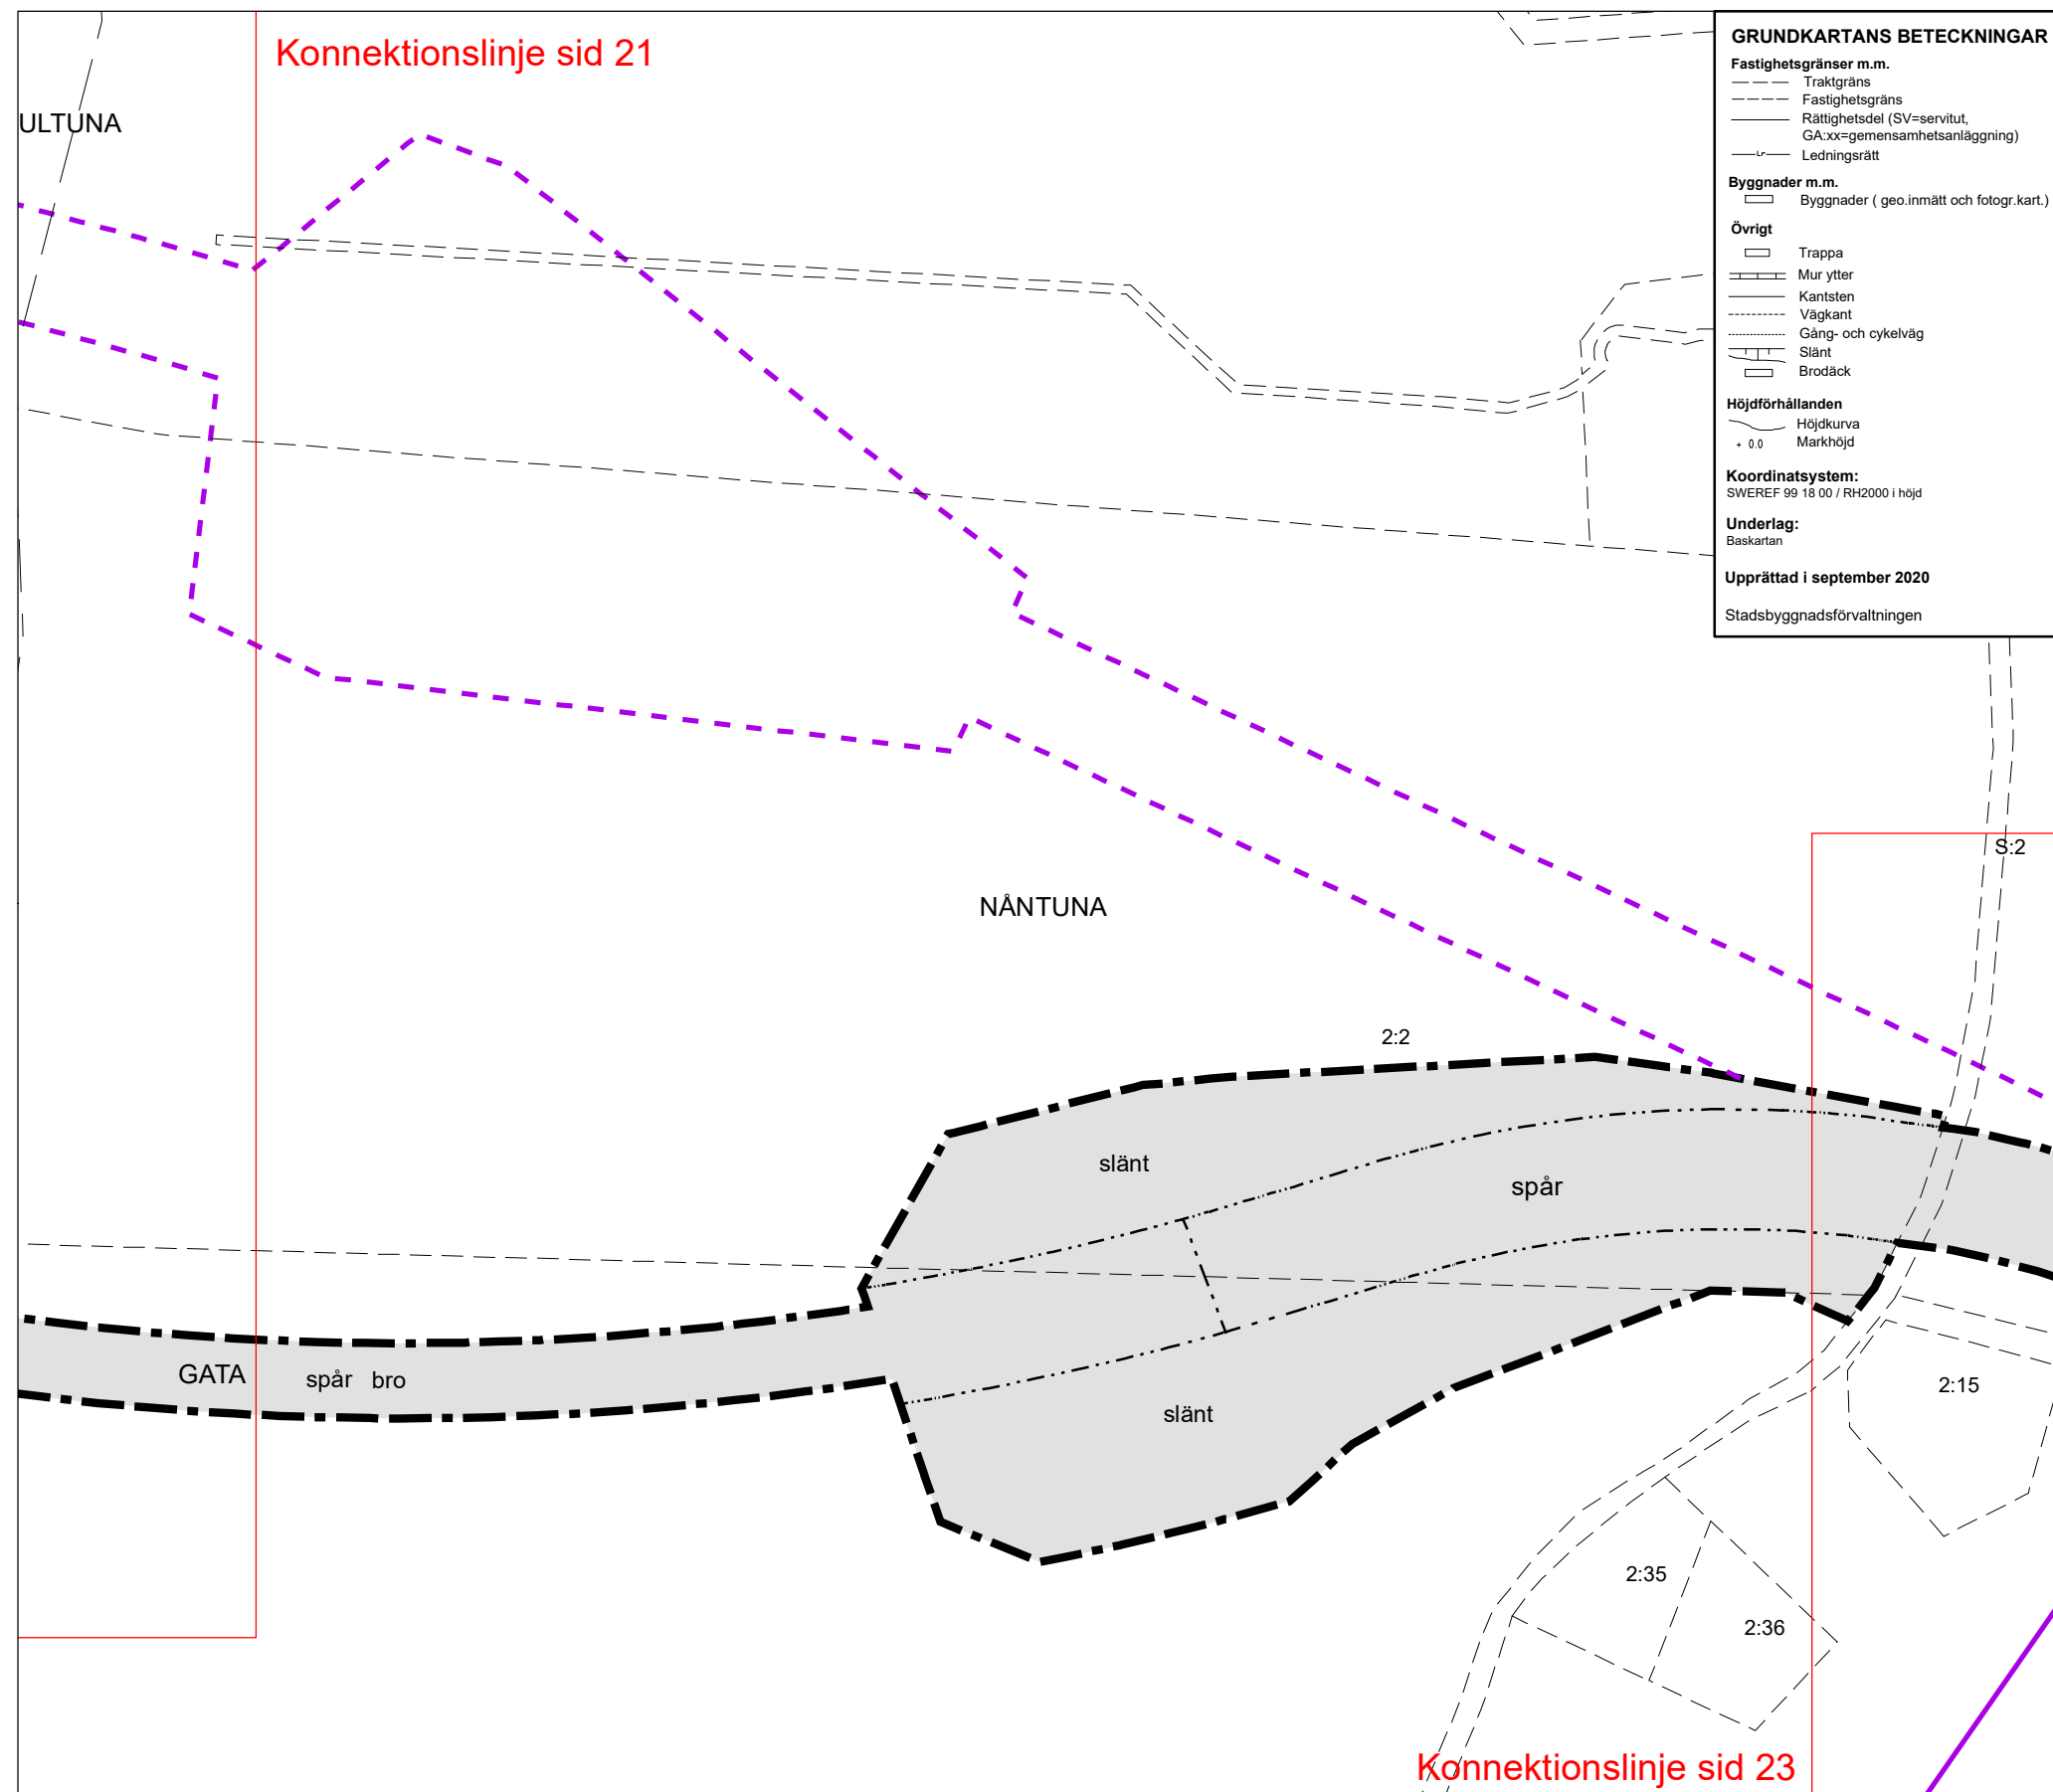 Konnektionslinje sid 21
ULTUNA
GRUNDKARTANS BETECKNINGAR
Fastighetsgränser m.m.
Traktgräns
Fastighetsgräns
Rättighetsdel (SV=servitut,
GA:xx=gemensamhetsanläggning)
Lr
Ledningsrätt
Byggnader m.m.
Byggnader ( geo.inmätt och fotogr.kart.)
Övrigt
Trappa
Mur ytter
Kantsten
Vägkant
Gång- och cykelväg
Slänt
Brodäck
Höjdförhållanden
Höjdkurva
+ 0.0 Markhöjd
Koordinatsystem:
SWEREF 99 18 00 / RH2000 i höjd
Underlag:
Baskartan
Upprättad i september 2020
Stadsbyggnadsförvaltningen
S:2
NÅNTUNA
2:2
slänt
spår
GATA spår bro
slänt
2:15
2:35
2:36
Konnektionslinje sid 23